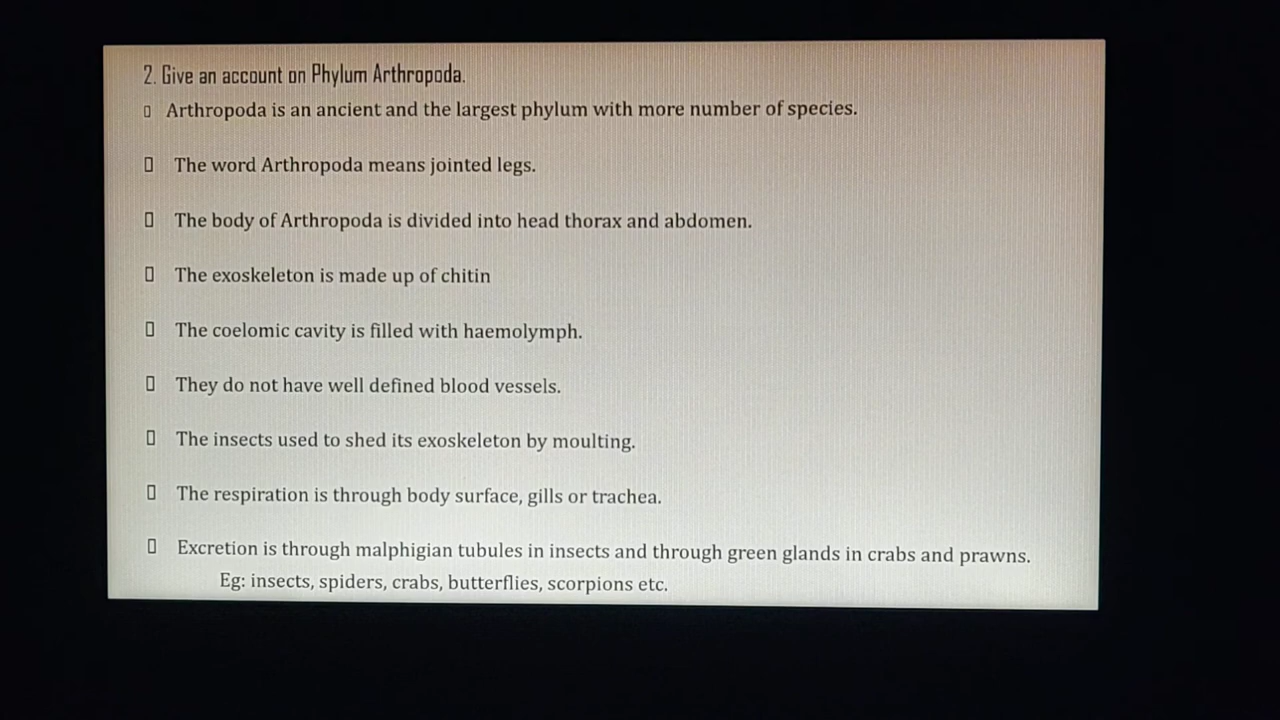 2. Give an account on Phylum Arthropoda.
▯ Arthropoda is an ancient and the largest phylum with more number of species.
▯ The word Arthropoda means jointed legs.
▯ The body of Arthropoda is divided into head thorax and abdomen.
▯ The exoskeleton is made up of chitin
▯ The coelomic cavity is filled with haemolymph.
▯ They do not have well defined blood vessels.
▯ The insects used to shed its exoskeleton by moulting.
▯ The respiration is through body surface, gills or trachea.
▯ Excretion is through malphigian tubules in insects and through green glands in crabs and prawns.
Eg: insects, spiders, crabs, butterflies, scorpions etc.